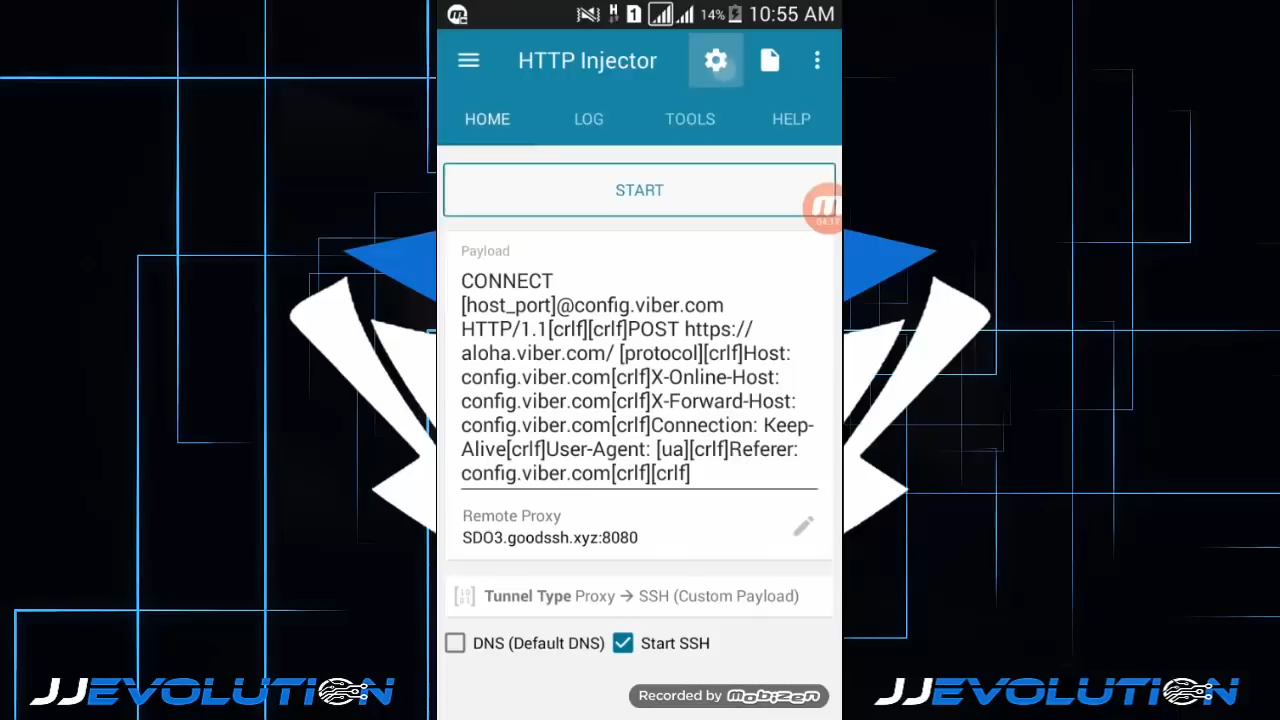 H 1 14% 10:55 AM
HTTP Injector
HOME LOG TOOLS HELP
START
04:17
Payload
CONNECT
[host_port]@config.viber.com
HTTP/1.1[crlf][crlf]POST https://
aloha.viber.com/ [protocol][crlf]Host:
config.viber.com[crlf]X-Online-Host:
config.viber.com[crlf]X-Forward-Host:
config.viber.com[crlf]Connection: Keep-
Alive[crlf]User-Agent: [ua][crlf]Referer:
config.viber.com[crlf][crlf]
Remote Proxy
SDO3.goodssh.xyz:8080
Tunnel Type Proxy → SSH (Custom Payload)
DNS (Default DNS) Start SSH
Recorded by mobizen
JJEVOLUTION JJEVOLUTION